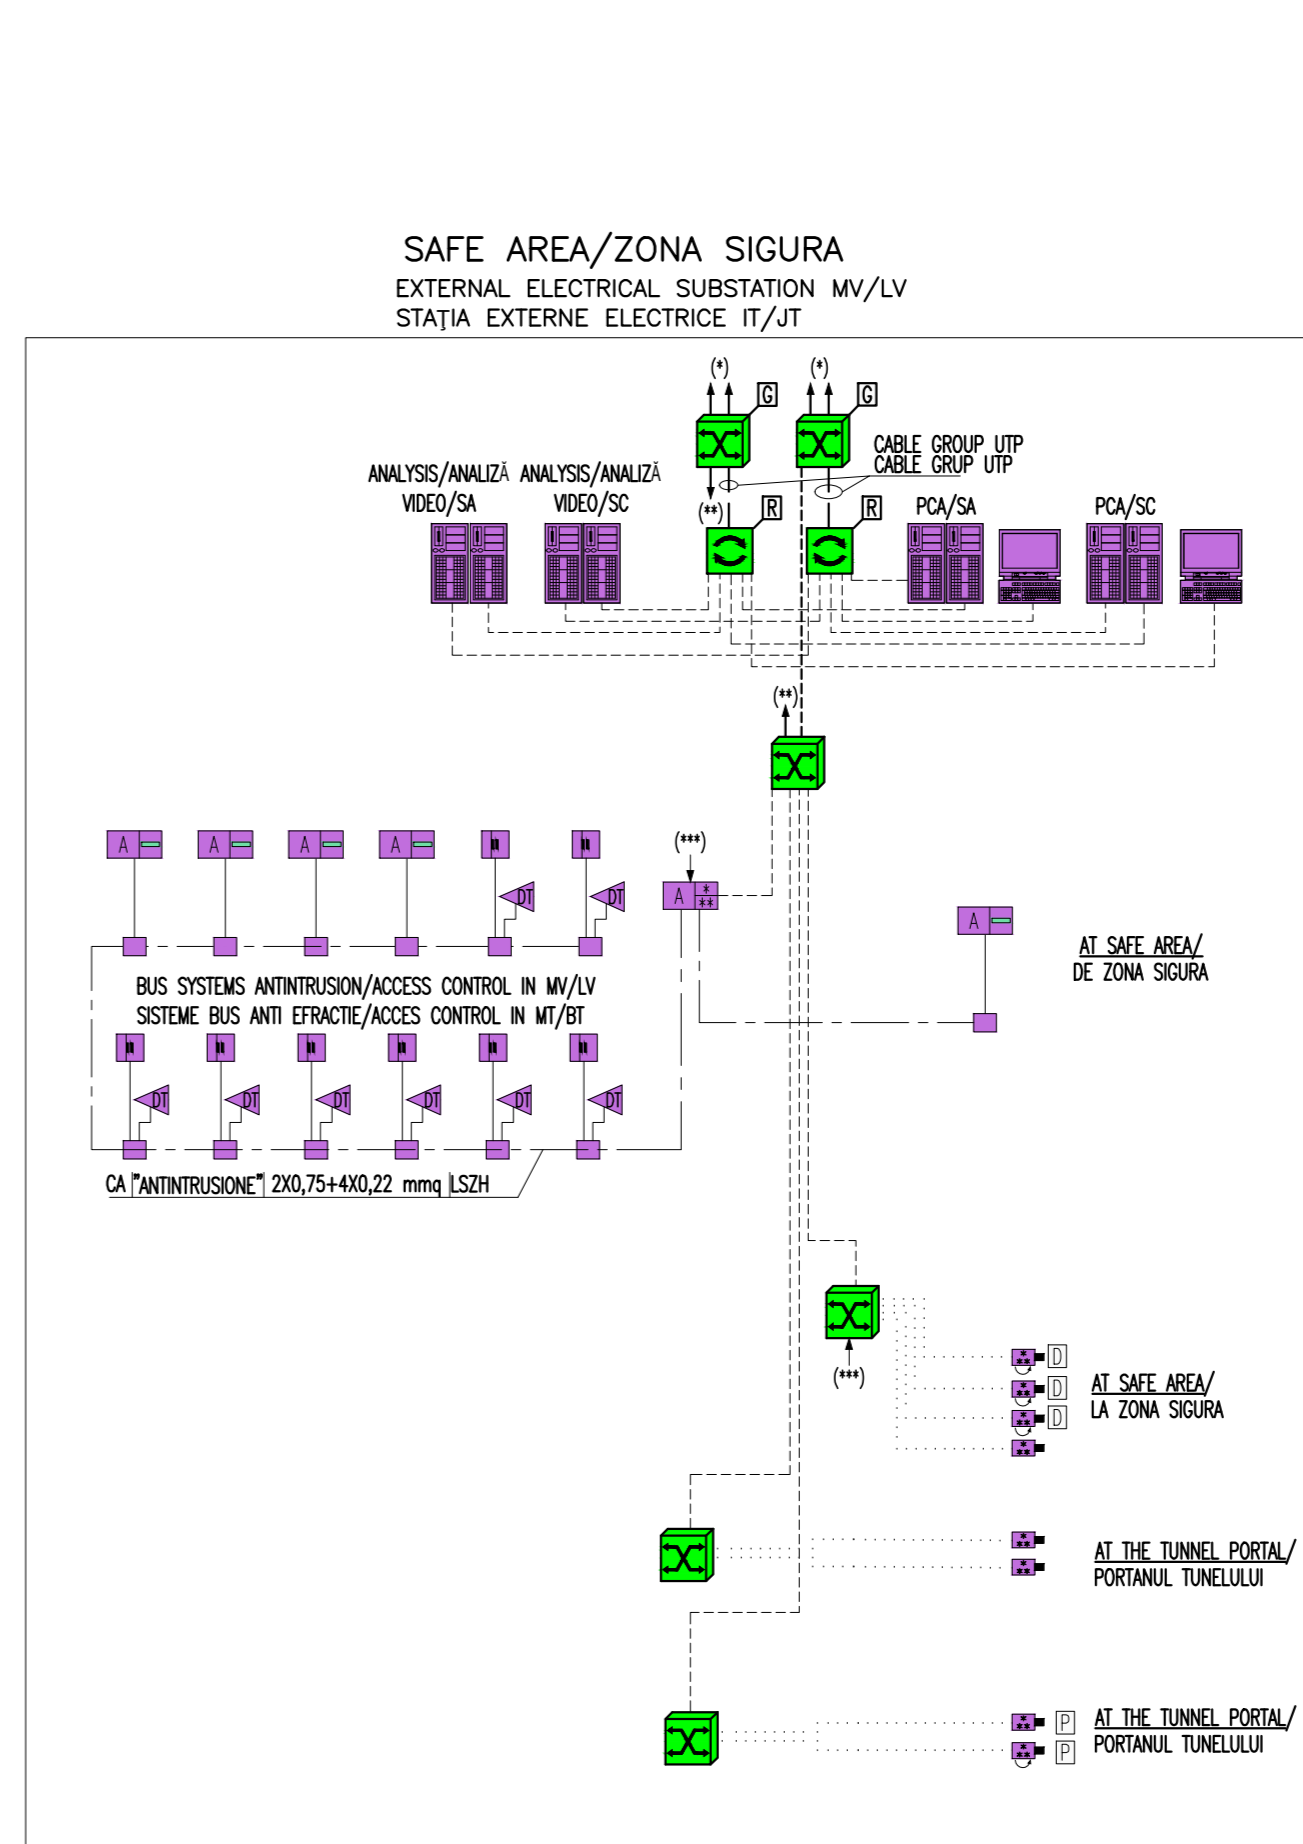 SAFE AREA/ZONA SIGURA
EXTERNAL ELECTRICAL SUBSTATION MV/LV
STAŢIA EXTERNE ELECTRICE IT/JT
(*)
(*)
G
G
CABLE GROUP UTP
CABLE GRUP UTP
ANALYSIS/ANALIZĂ
VIDEO/SA
ANALYSIS/ANALIZĂ
VIDEO/SC
(**)
R
R
PCA/SA
PCA/SC
(**)
A
A
A
A
DT
DT
(***)
A
*
**
A
AT SAFE AREA/
DE ZONA SIGURA
BUS SYSTEMS ANTINTRUSION/ACCESS CONTROL IN MV/LV
SISTEME BUS ANTI EFRACTIE/ACCES CONTROL IN MT/BT
DT
DT
DT
DT
DT
DT
CA "ANTINTRUSIONE" 2X0,75+4X0,22 mmq LSZH
(***)
*
**
D
*
**
D
*
**
D
*
**
AT SAFE AREA/
LA ZONA SIGURA
*
**
*
**
AT THE TUNNEL PORTAL/
PORTANUL TUNELULUI
*
**
P
*
**
P
AT THE TUNNEL PORTAL/
PORTANUL TUNELULUI